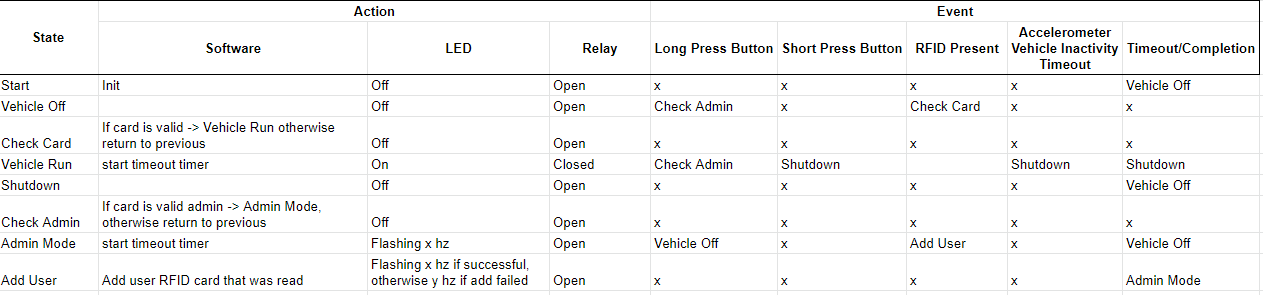 State Action Event
Software LED Relay Long Press Button Short Press Button RFID Present Accelerometer Vehicle Inactivity Timeout Timeout/Completion
Start Init Off Open x x x x Vehicle Off
Vehicle Off Off Open Check Admin x Check Card x x
Check Card If card is valid -> Vehicle Run otherwise return to previous Off Open x x x x x
Vehicle Run start timeout timer On Closed Check Admin Shutdown Shutdown Shutdown
Shutdown Off Open x x x x Vehicle Off
Check Admin If card is valid admin -> Admin Mode, otherwise return to previous Off Open x x x x x
Admin Mode start timeout timer Flashing x hz Open Vehicle Off x Add User x Vehicle Off
Add User Add user RFID card that was read Flashing x hz if successful, otherwise y hz if add failed Open x x x x Admin Mode